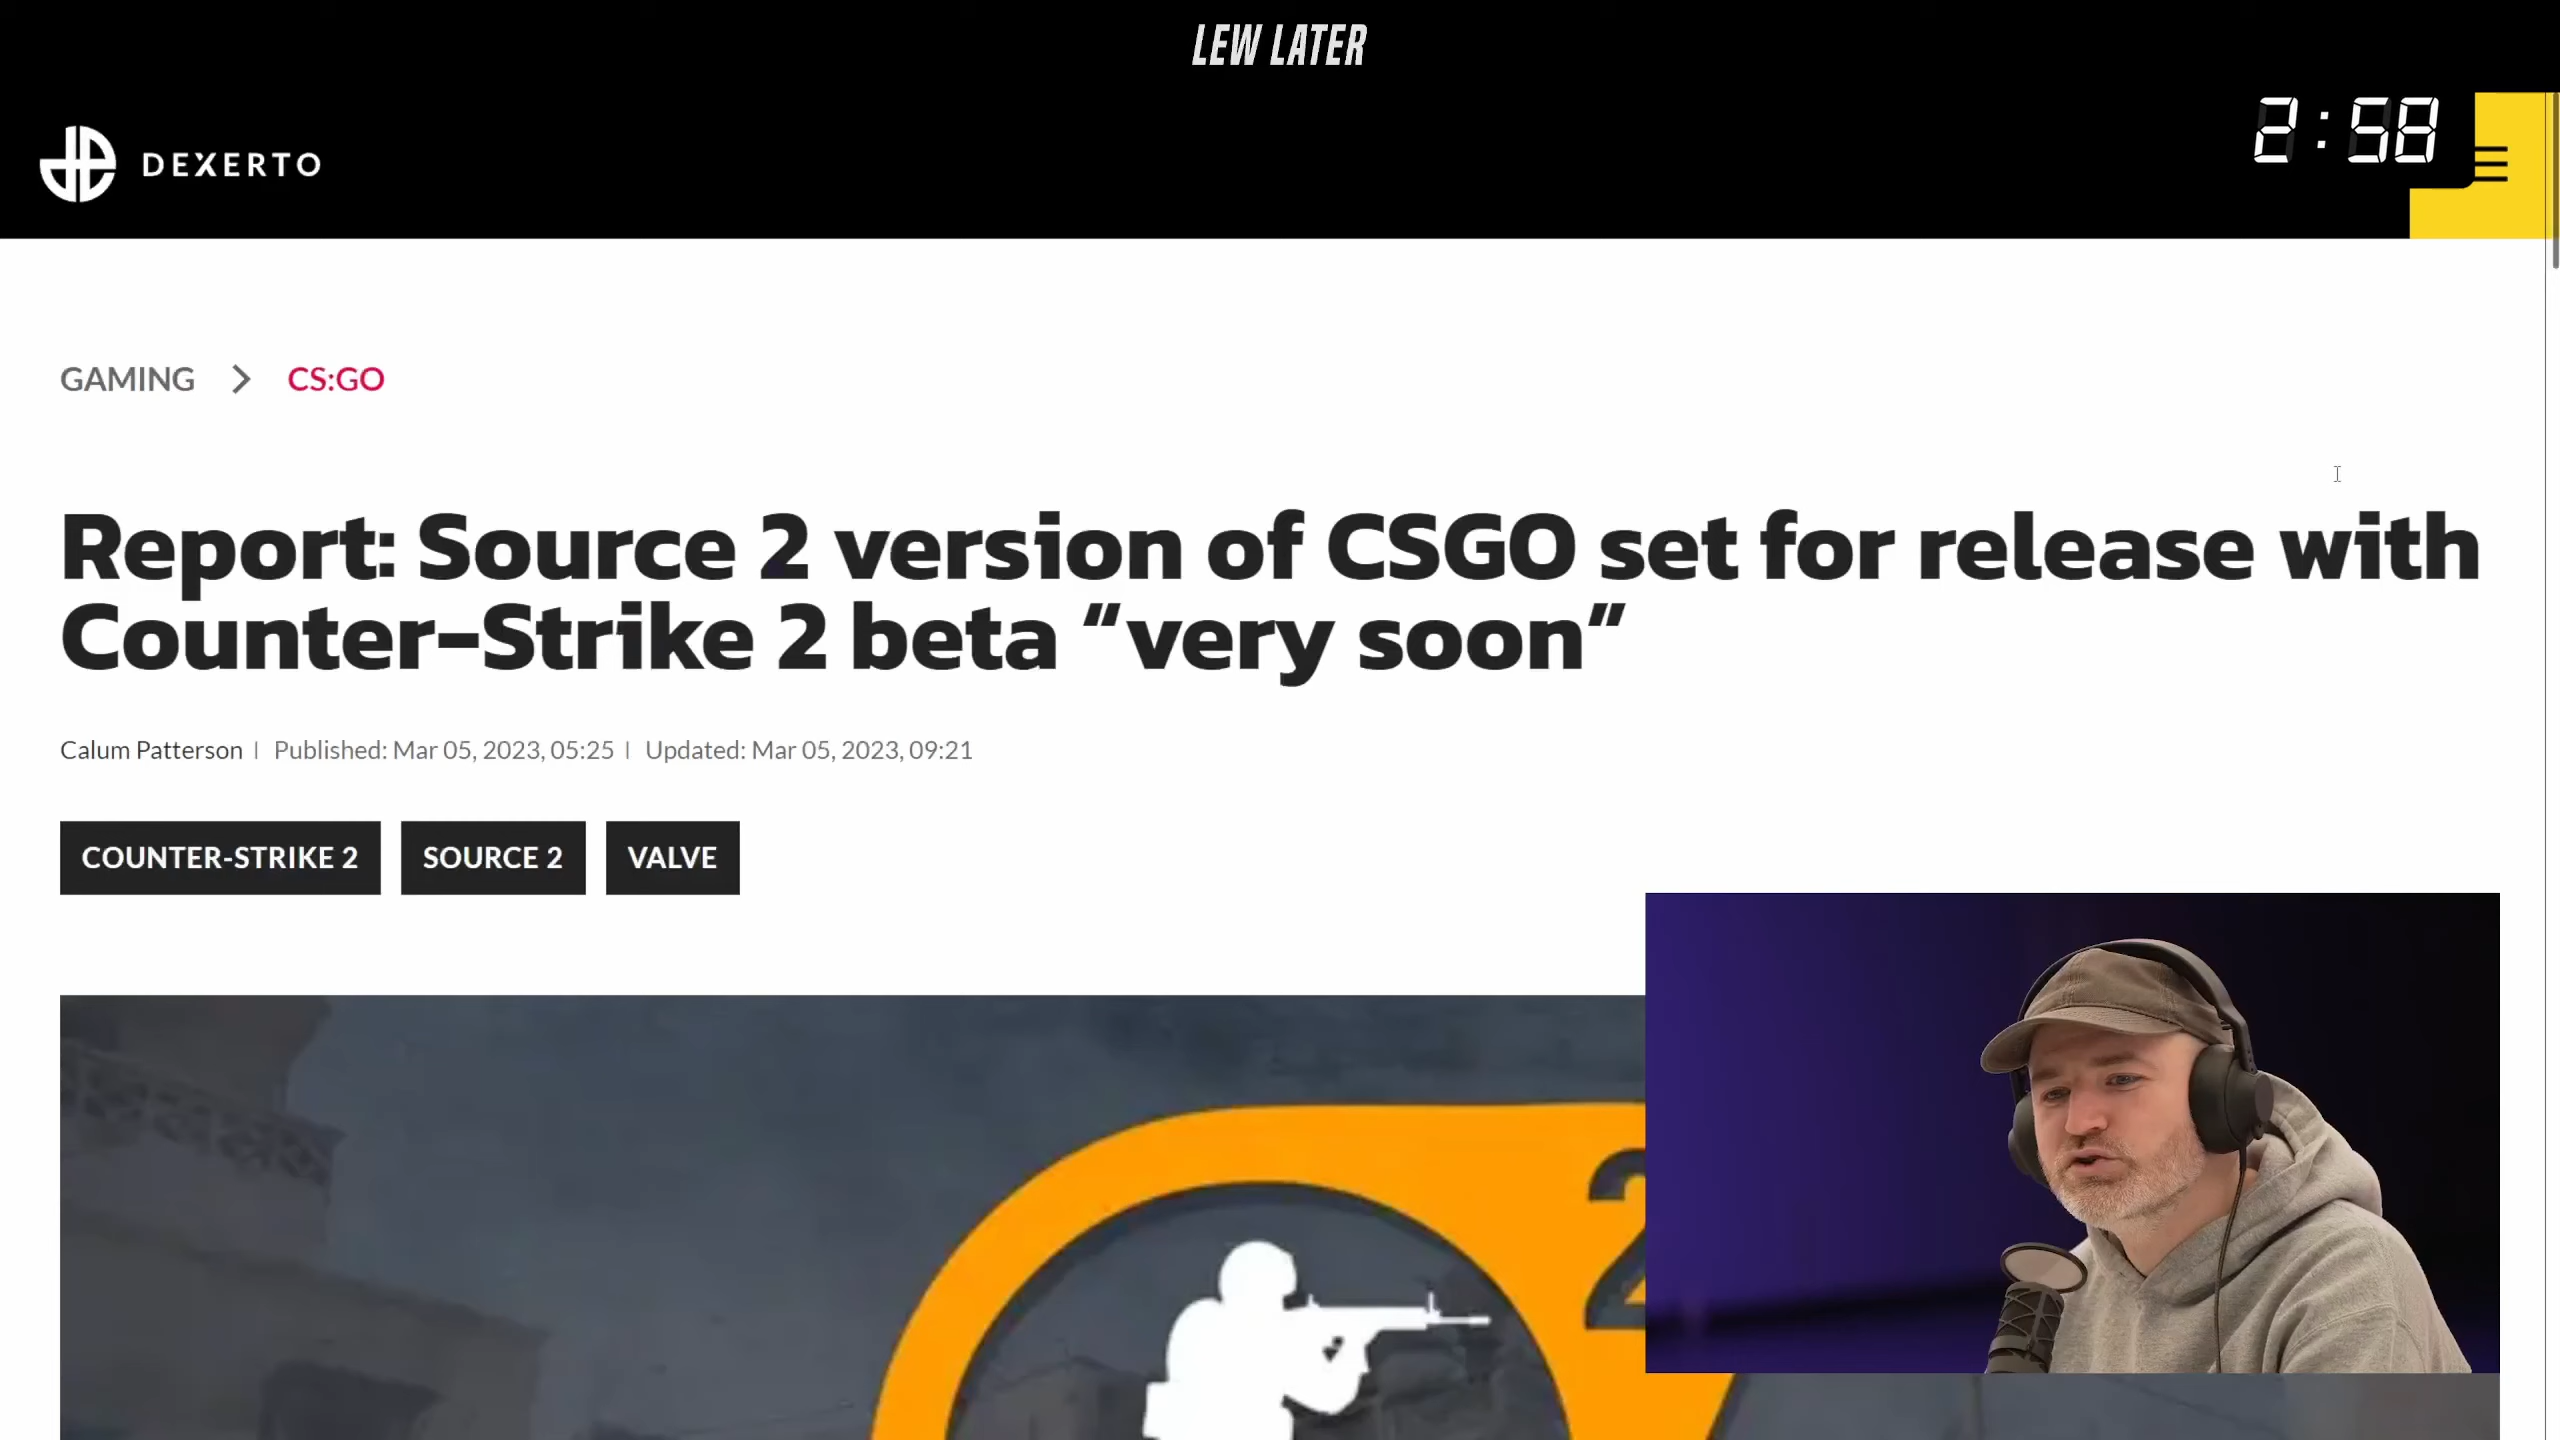 LEW LATER
2:58
DEXERTO
GAMING > CS:GO
Report: Source 2 version of CSGO set for release with
Counter-Strike 2 beta “very soon”
Calum Patterson | Published: Mar 05, 2023, 05:25 | Updated: Mar 05, 2023, 09:21
COUNTER-STRIKE 2 SOURCE 2 VALVE
2